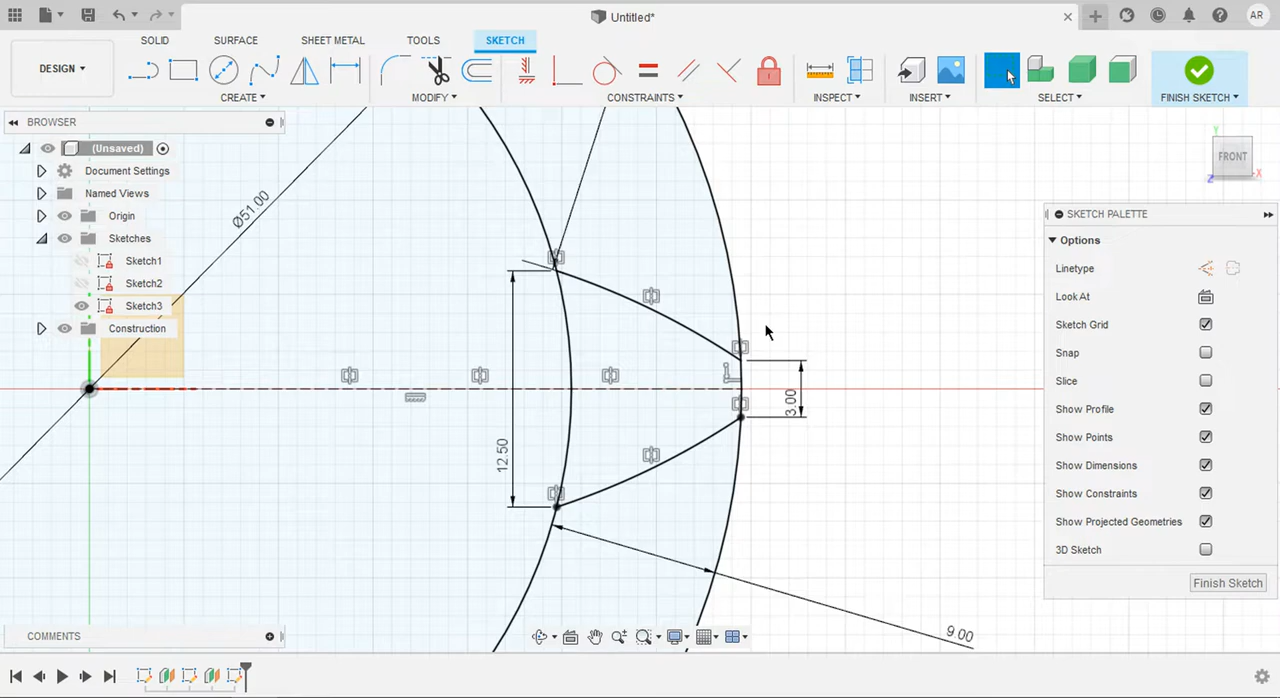 Untitled*
AR
DESIGN
SOLID
SURFACE
SHEET METAL
TOOLS
SKETCH
CREATE
MODIFY
CONSTRAINTS
INSPECT
INSERT
SELECT
FINISH SKETCH
BROWSER
(Unsaved)
Document Settings
Named Views
Origin
Sketches
Sketch1
Sketch2
Sketch3
Construction
Ø51.00
12.50
3.00
9.00
Y
FRONT
X
Z
SKETCH PALETTE
Options
Linetype
Look At
Sketch Grid
Snap
Slice
Show Profile
Show Points
Show Dimensions
Show Constraints
Show Projected Geometries
3D Sketch
Finish Sketch
COMMENTS